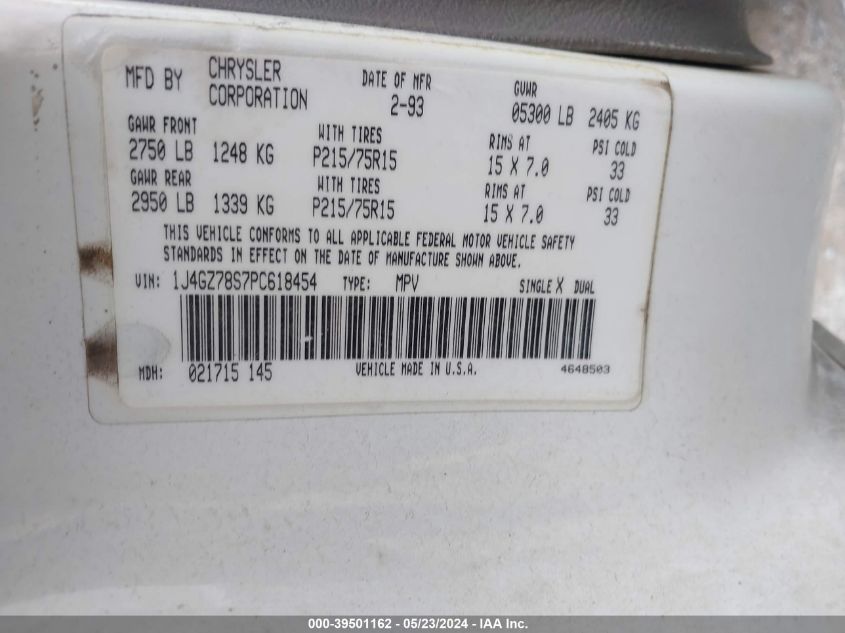 MFD BY CHRYSLER CORPORATION DATE OF MFR 2-93 GVWR 05300 LB 2405 KG
GAWR FRONT WITH TIRES RIMS AT PSI COLD
2750 LB 1248 KG P215/75R15 15 X 7.0 33
GAWR REAR WITH TIRES RIMS AT PSI COLD
2950 LB 1339 KG P215/75R15 15 X 7.0 33
THIS VEHICLE CONFORMS TO ALL APPLICABLE FEDERAL MOTOR VEHICLE SAFETY
STANDARDS IN EFFECT ON THE DATE OF MANUFACTURE SHOWN ABOVE.
VIN: 1J4GZ78S7PC618454 TYPE: MPV SINGLE X DUAL
MDH: 021715 145 VEHICLE MADE IN U.S.A. 4648503
000-39501162 - 05/23/2024 - IAA Inc.